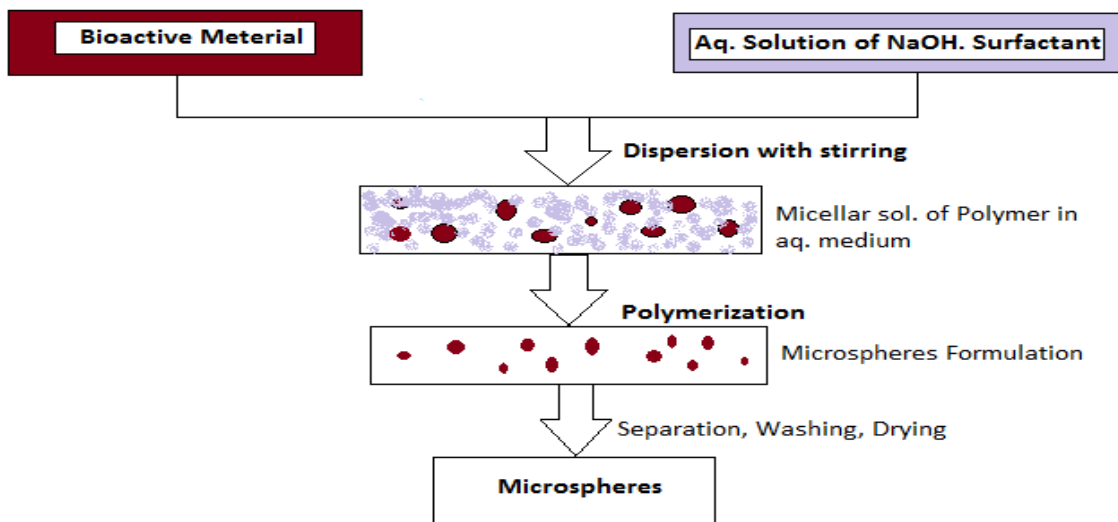 Bioactive Meterial
Aq. Solution of NaOH. Surfactant
Dispersion with stirring
Micellar sol. of Polymer in
aq. medium
Polymerization
Microspheres Formulation
Separation, Washing, Drying
Microspheres